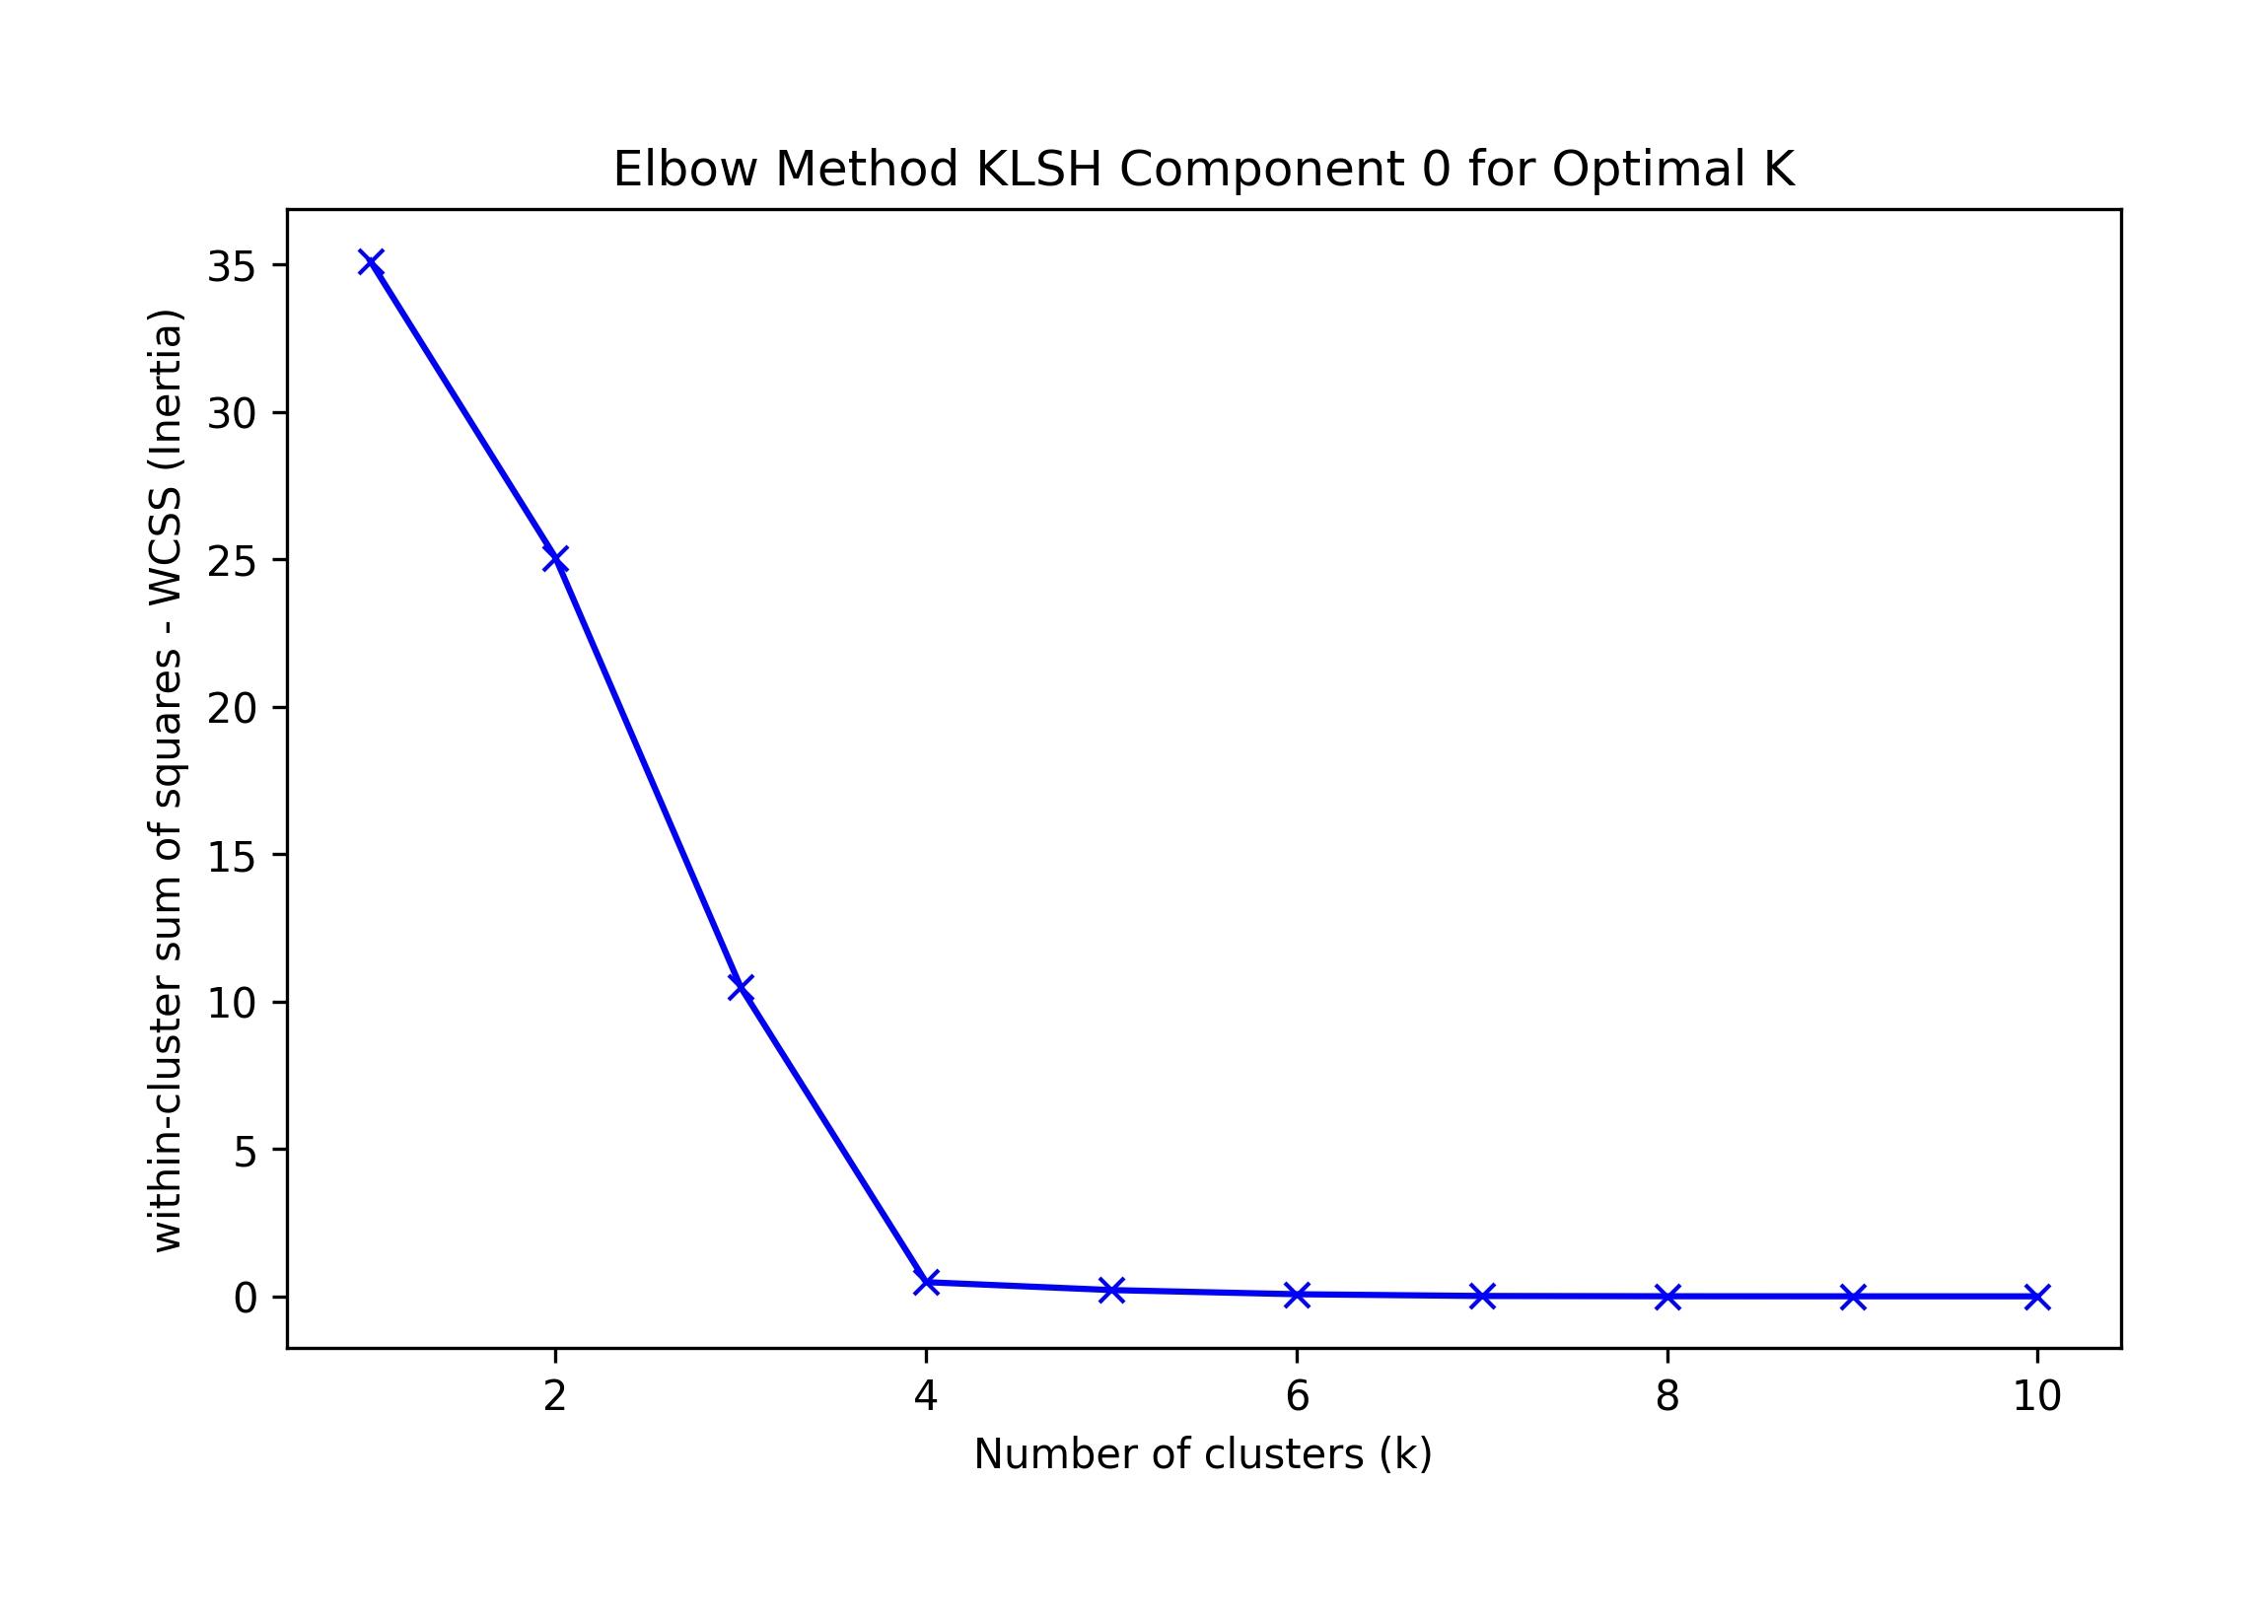 Elbow Method KLSH Component 0 for Optimal K
within-cluster sum of squares - WCSS (Inertia)
35
30
25
20
15
10
5
0
2 4 6 8 10
Number of clusters (k)